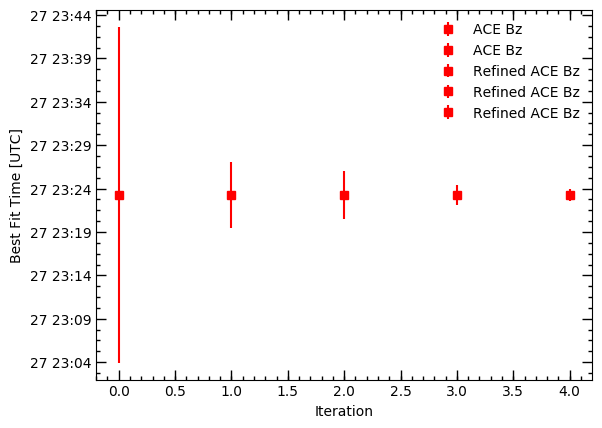 27 23:44
27 23:39
27 23:34
27 23:29
27 23:24
27 23:19
27 23:14
27 23:09
27 23:04
Best Fit Time [UTC]
ACE Bz
ACE Bz
Refined ACE Bz
Refined ACE Bz
Refined ACE Bz
0.0 0.5 1.0 1.5 2.0 2.5 3.0 3.5 4.0
Iteration